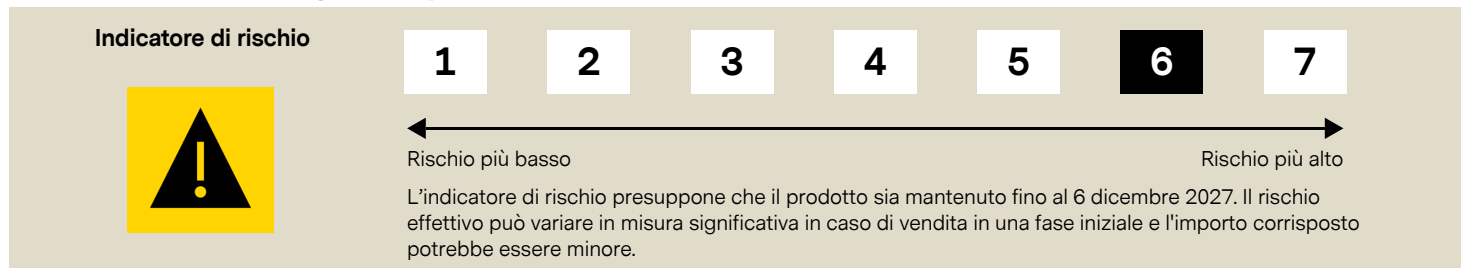 Indicatore di rischio
1 2 3 4 5 6 7
Rischio più basso Rischio più alto
L'indicatore di rischio presuppone che il prodotto sia mantenuto fino al 6 dicembre 2027. Il rischio
effettivo può variare in misura significativa in caso di vendita in una fase iniziale e l'importo corrisposto
potrebbe essere minore.